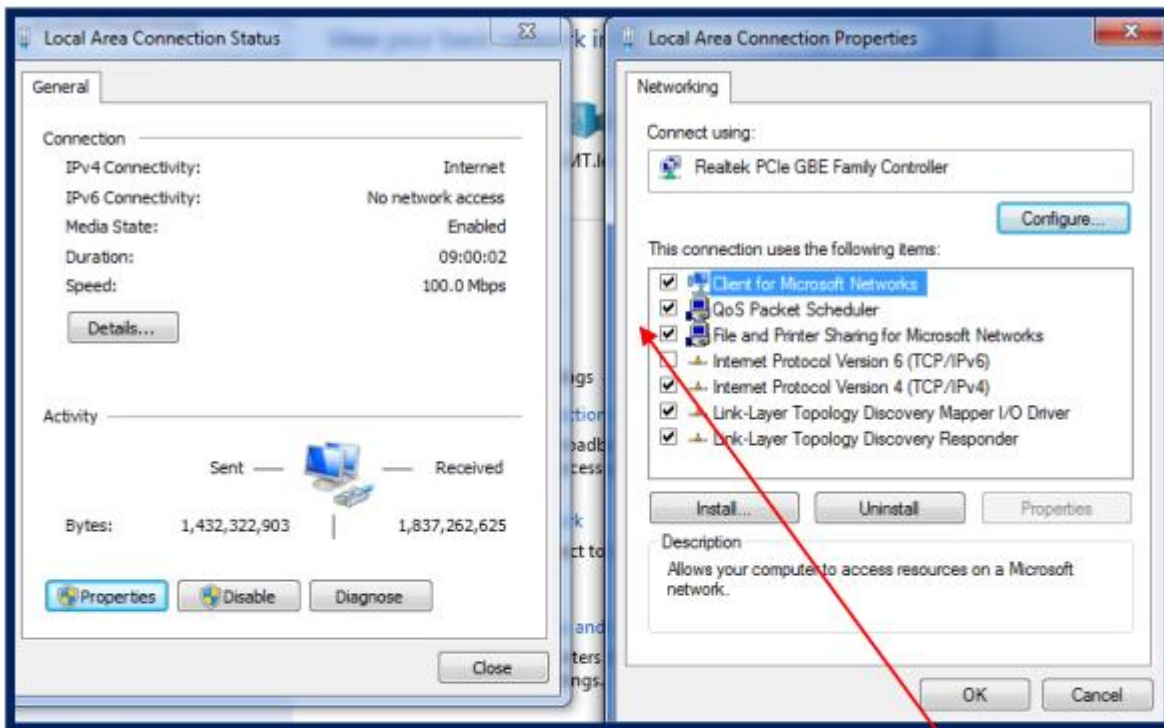 Local Area Connection Status
General
Connection
IPv4 Connectivity: Internet
IPv6 Connectivity: No network access
Media State: Enabled
Duration: 09:00:02
Speed: 100.0 Mbps
Details...
Activity
Sent Received
Bytes: 1,432,322,903 1,837,262,625
Properties Disable Diagnose
Close
Local Area Connection Properties
Networking
Connect using:
Realtek PCIe GBE Family Controller
Configure...
This connection uses the following items:
Client for Microsoft Networks
QoS Packet Scheduler
File and Printer Sharing for Microsoft Networks
Internet Protocol Version 6 (TCP/IPv6)
Internet Protocol Version 4 (TCP/IPv4)
Link-Layer Topology Discovery Mapper I/O Driver
Link-Layer Topology Discovery Responder
Install... Uninstall Properties
Description
Allows your computer to access resources on a Microsoft
network.
OK Cancel